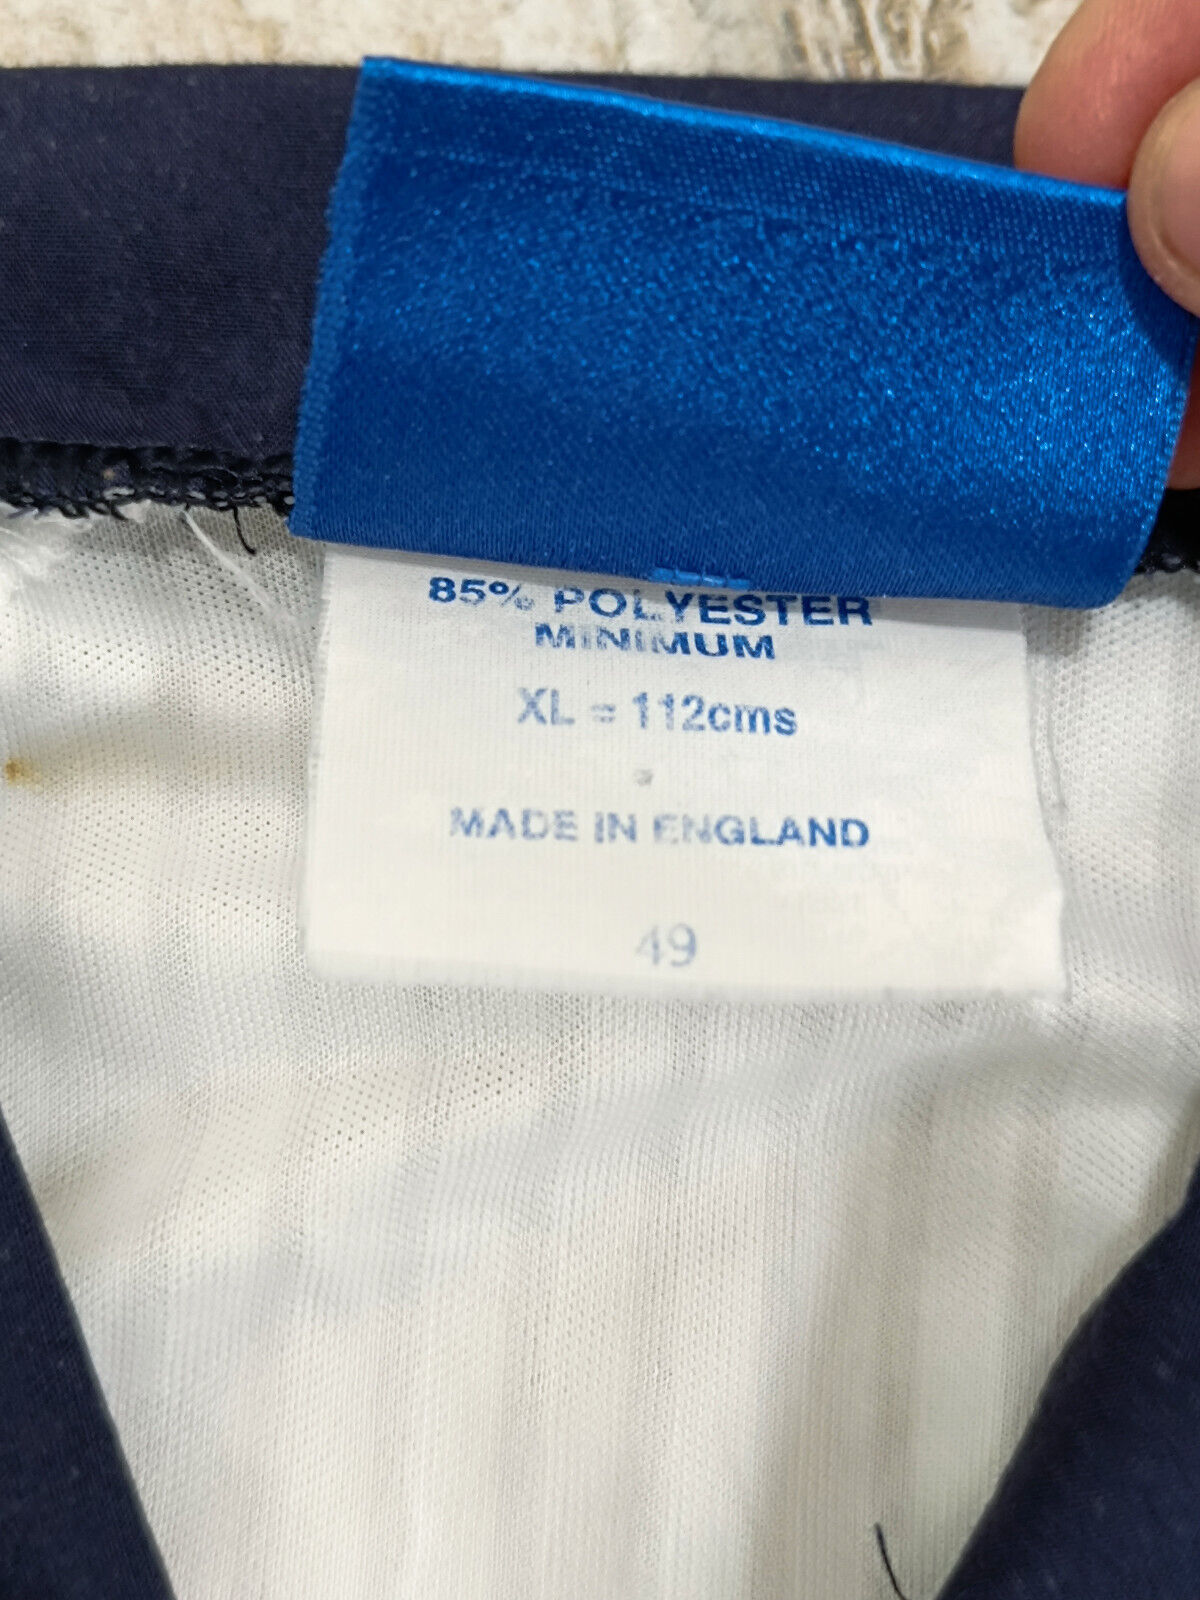 85% POLYESTER
MINIMUM
XL = 112cms
MADE IN ENGLAND
49